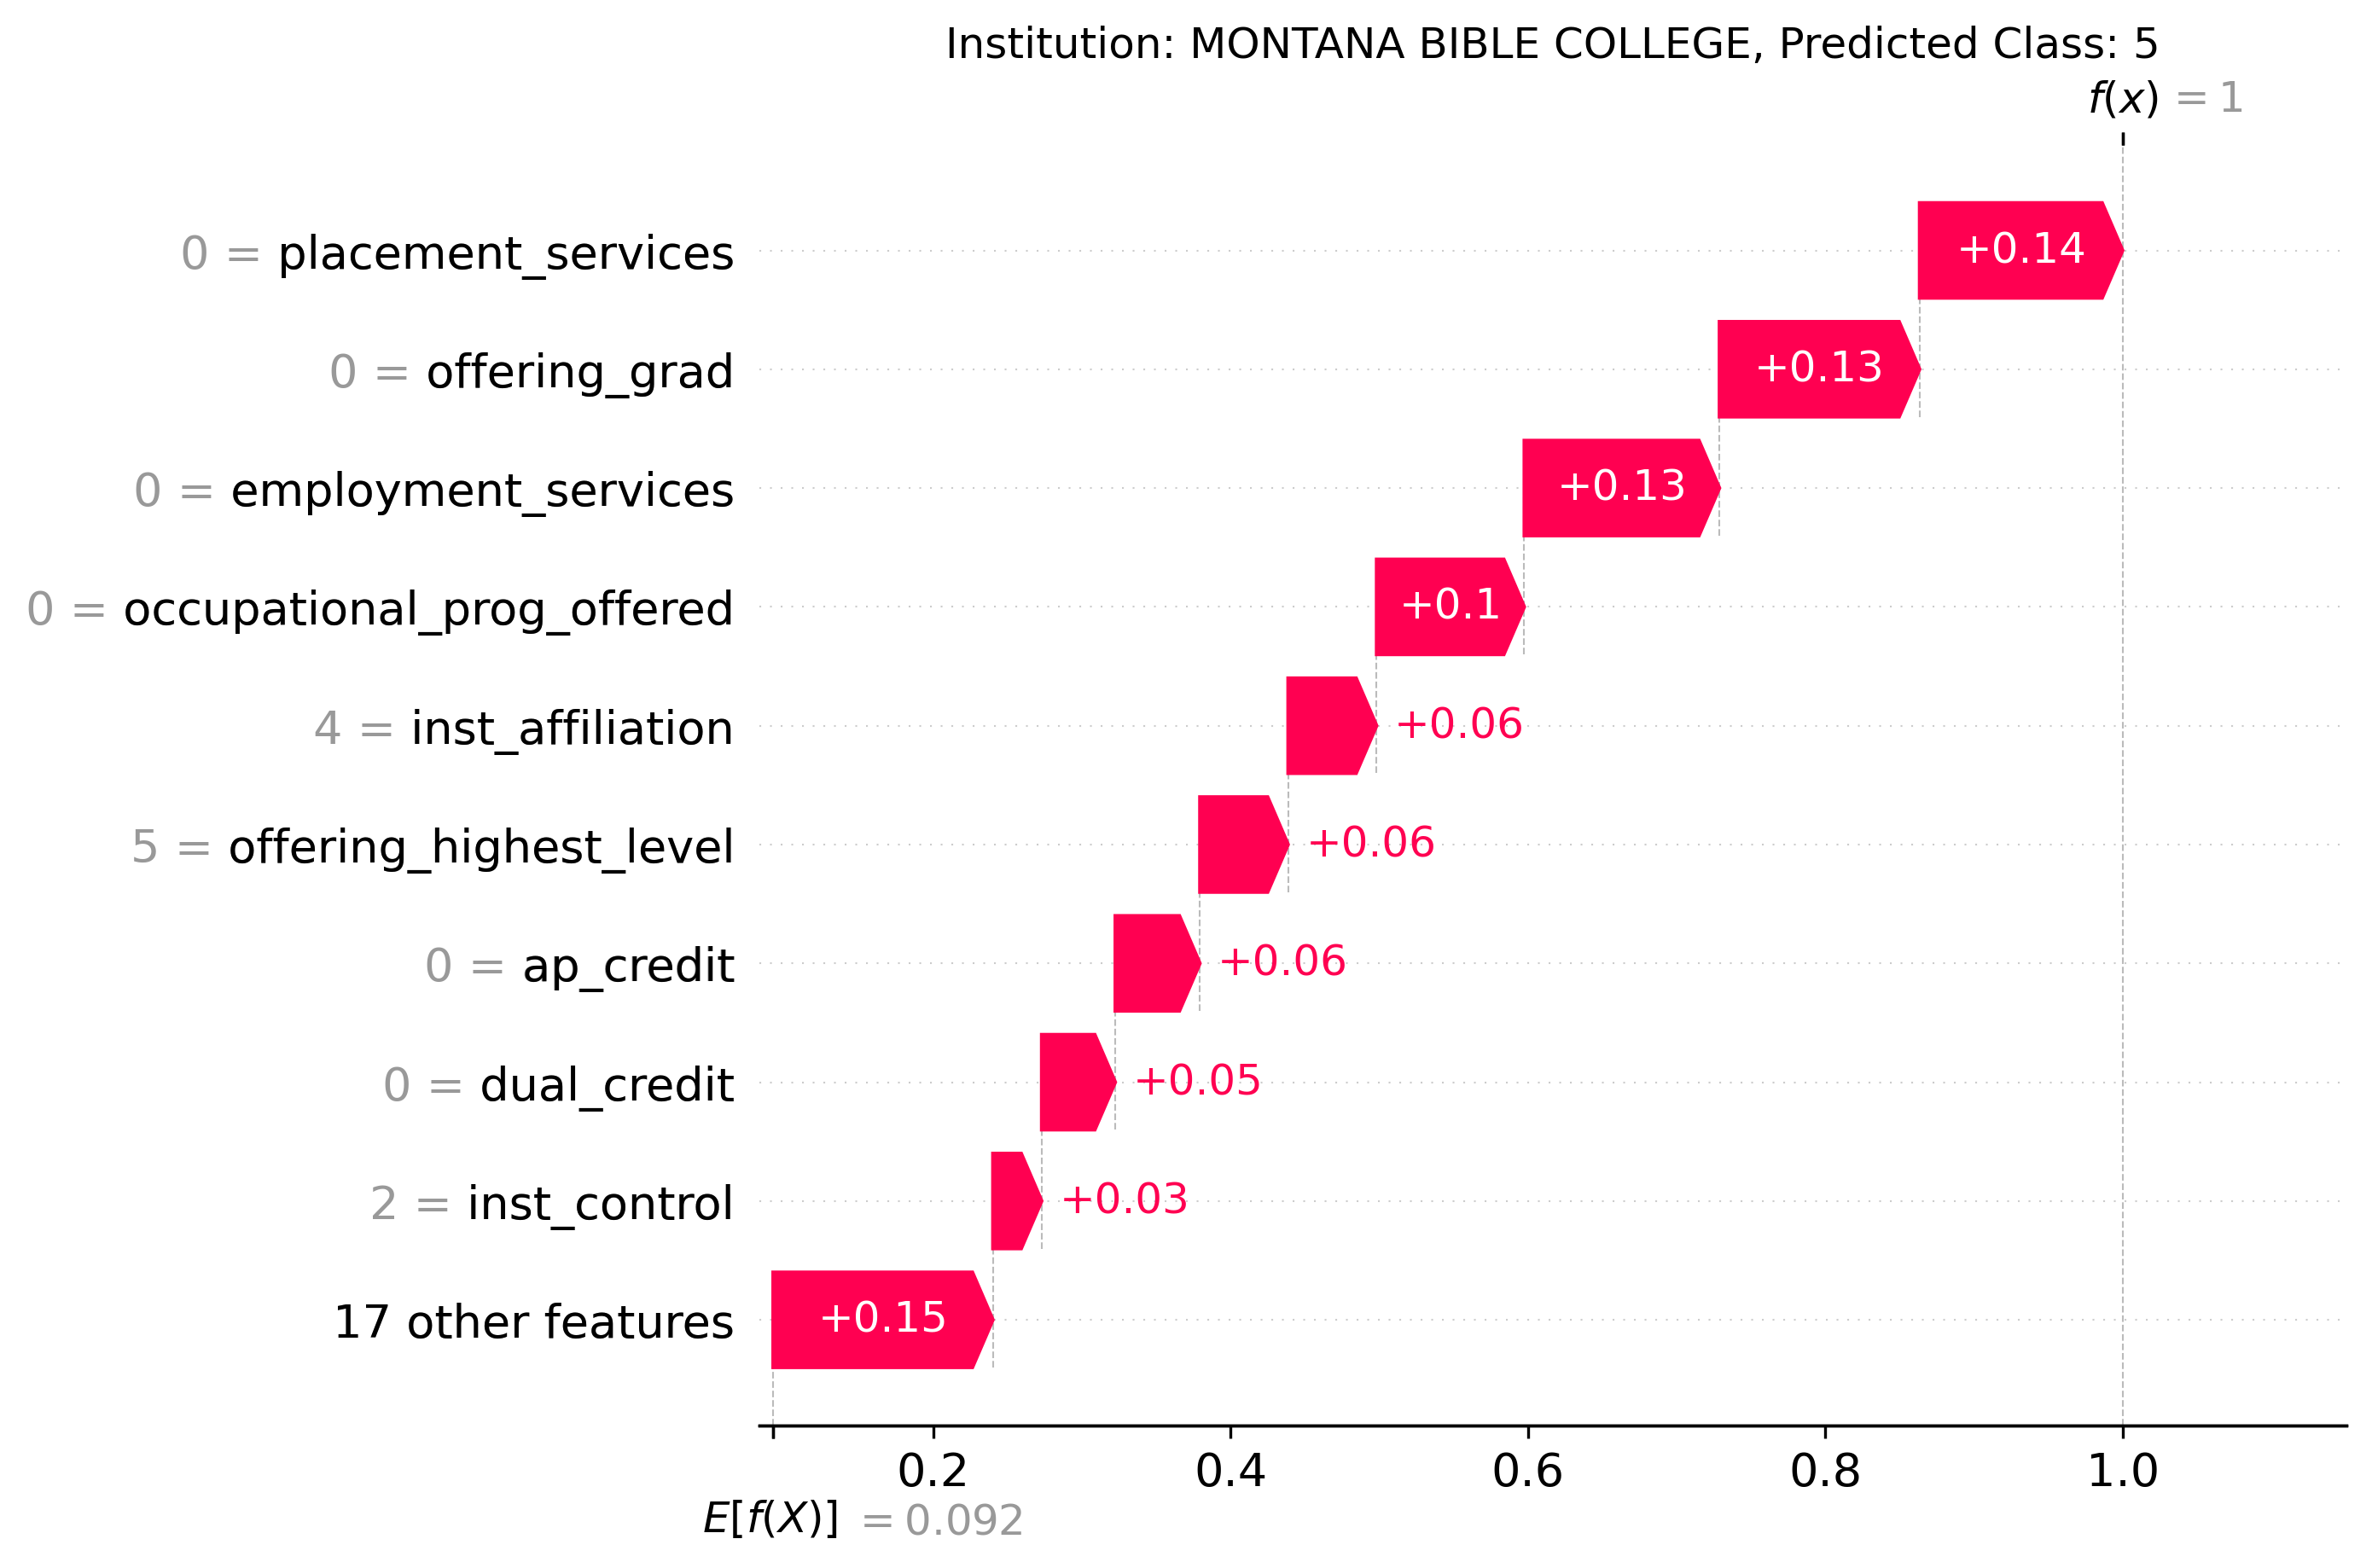 Institution: MONTANA BIBLE COLLEGE, Predicted Class: 5
f(x) = 1
0 = placement_services +0.14
0 = offering_grad +0.13
0 = employment_services +0.13
0 = occupational_prog_offered +0.1
4 = inst_affiliation +0.06
5 = offering_highest_level +0.06
0 = ap_credit +0.06
0 = dual_credit +0.05
2 = inst_control +0.03
17 other features +0.15
0.2 0.4 0.6 0.8 1.0
E[f(X)] = 0.092